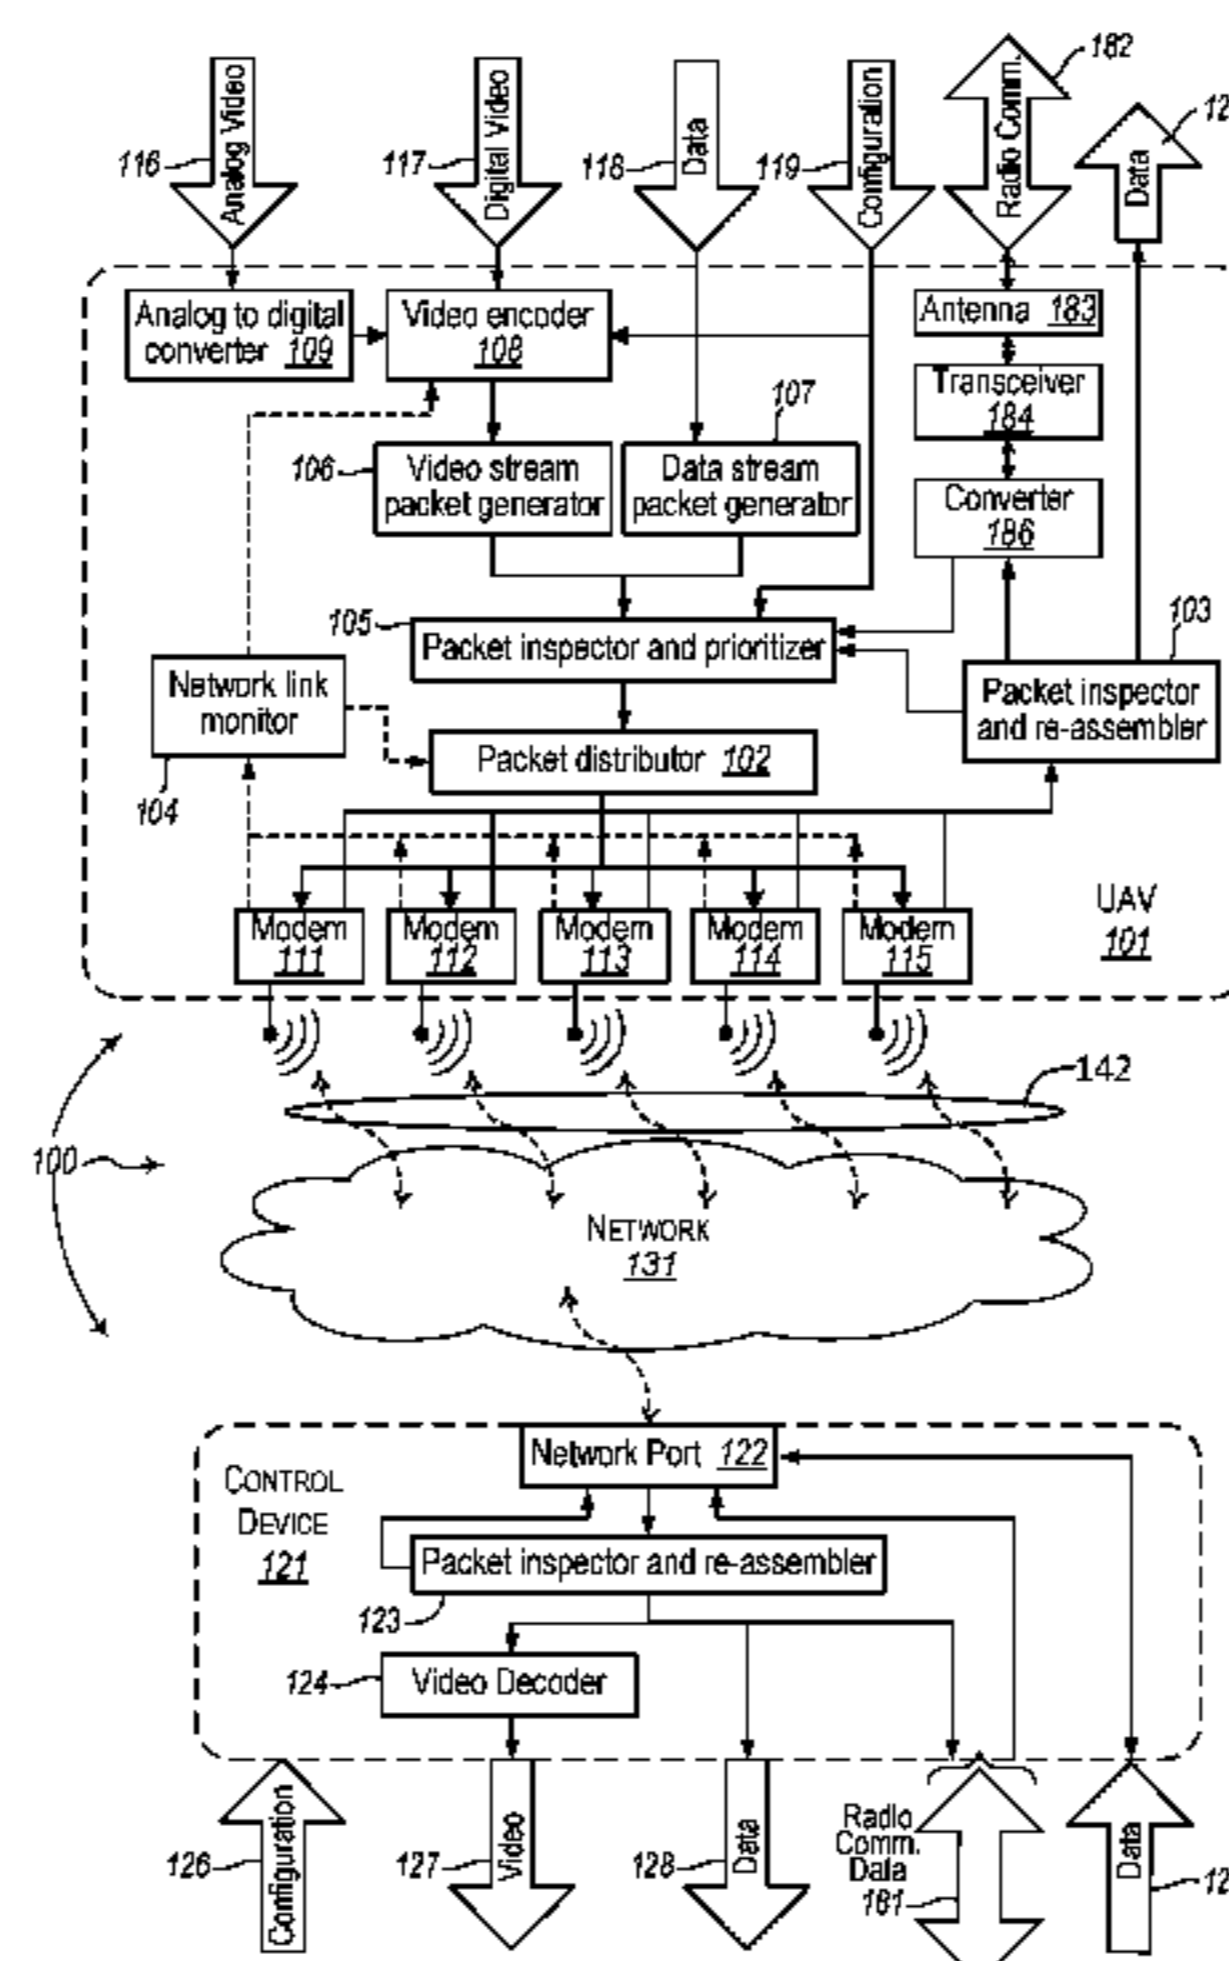 116
Analog Video
117
Digital Video
118
Data
119
Configuration
Radio Comm.
182
Data
12
Analog to digital
converter 109
Video encoder
108
Antenna 183
Transceiver
184
Converter
186
106
Video stream
packet generator
107
Data stream
packet generator
105
Packet inspector and prioritizer
103
Packet inspector
and re-assembler
Network link
monitor
104
Packet distributor 102
Modem
111
Modem
112
Modem
113
Modem
114
Modem
115
UAV
101
142
100
NETWORK
131
CONTROL
DEVICE
121
Network Port 122
Packet inspector and re-assembler
123
124
Video Decoder
126
Configuration
127
Video
128
Data
Radio
Comm.
Data
181
Data
12